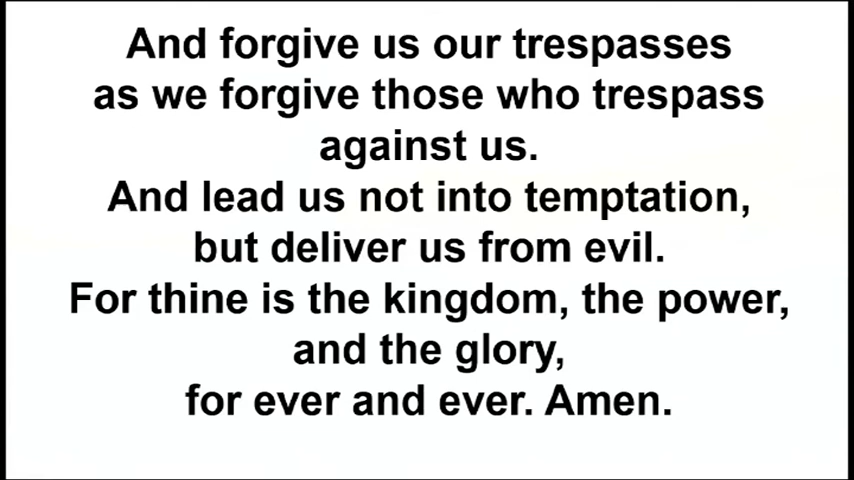 And forgive us our trespasses
as we forgive those who trespass
against us.
And lead us not into temptation,
but deliver us from evil.
For thine is the kingdom, the power,
and the glory,
for ever and ever. Amen.